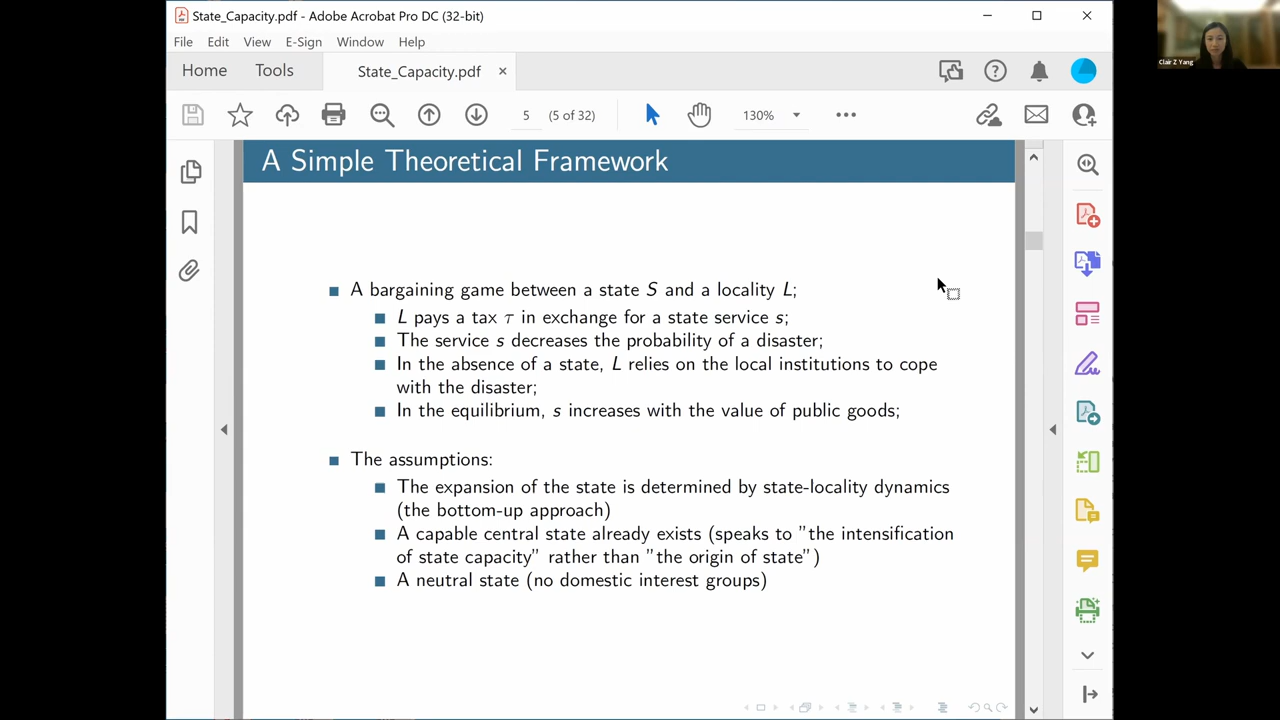 State_Capacity.pdf - Adobe Acrobat Pro DC (32-bit)
File Edit View E-Sign Window Help
Home Tools State_Capacity.pdf ×
5 (5 of 32) 130%
A Simple Theoretical Framework
A bargaining game between a state S and a locality L;
L pays a tax τ in exchange for a state service s;
The service s decreases the probability of a disaster;
In the absence of a state, L relies on the local institutions to cope
with the disaster;
In the equilibrium, s increases with the value of public goods;
The assumptions:
The expansion of the state is determined by state-locality dynamics
(the bottom-up approach)
A capable central state already exists (speaks to "the intensification
of state capacity" rather than "the origin of state")
A neutral state (no domestic interest groups)
Clair Z Yang